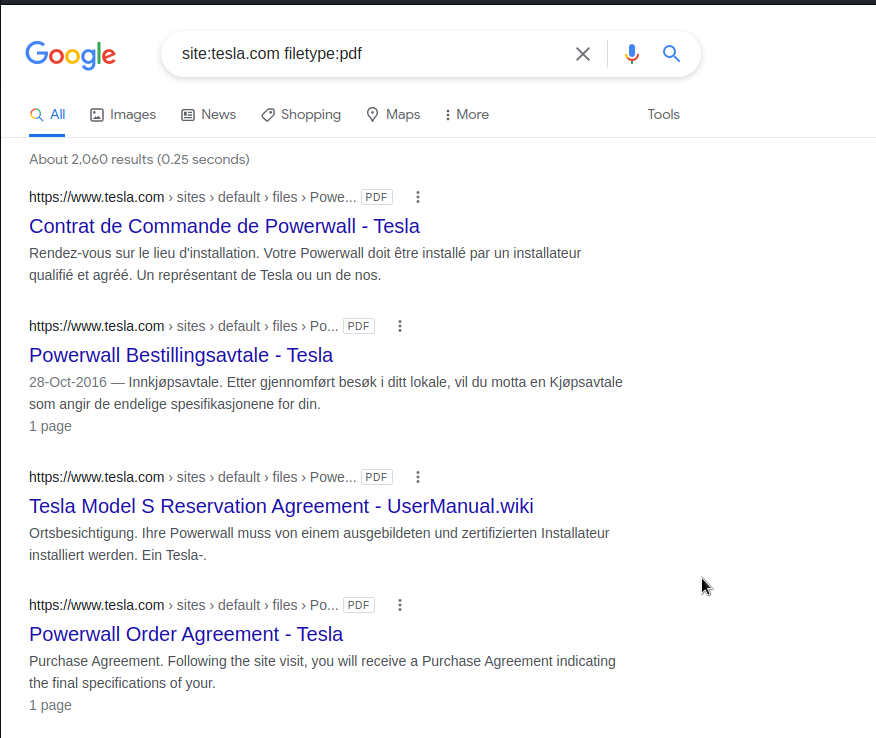 Google
site:tesla.com filetype:pdf
All Images News Shopping Maps More Tools
About 2,060 results (0.25 seconds)
https://www.tesla.com › sites › default › files › Powe... PDF
Contrat de Commande de Powerwall - Tesla
Rendez-vous sur le lieu d'installation. Votre Powerwall doit être installé par un installateur
qualifié et agréé. Un représentant de Tesla ou un de nos.
https://www.tesla.com › sites › default › files › Po... PDF
Powerwall Bestillingsavtale - Tesla
28-Oct-2016 — Innkjøpsavtale. Etter gjennomført besøk i ditt lokale, vil du motta en Kjøpsavtale
som angir de endelige spesifikasjonene for din.
1 page
https://www.tesla.com › sites › default › files › Powe... PDF
Tesla Model S Reservation Agreement - UserManual.wiki
Ortsbesichtigung. Ihre Powerwall muss von einem ausgebildeten und zertifizierten Installateur
installiert werden. Ein Tesla-.
https://www.tesla.com › sites › default › files › Po... PDF
Powerwall Order Agreement - Tesla
Purchase Agreement. Following the site visit, you will receive a Purchase Agreement indicating
the final specifications of your.
1 page